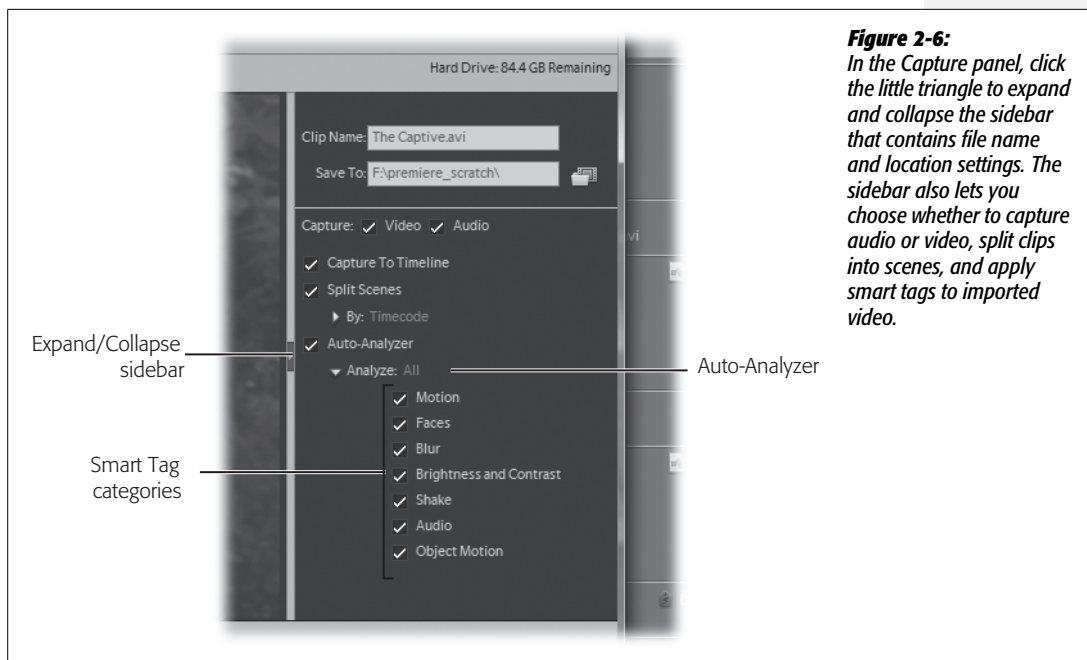 Hard Drive: 84.4 GB Remaining
Clip Name: The Captive.avi
Save To: F:\premiere_scratch\
Capture: Video Audio
Capture To Timeline
Split Scenes
By: Timecode
Auto-Analyzer
Analyze: All
Motion
Faces
Blur
Brightness and Contrast
Shake
Audio
Object Motion
vi
Expand/Collapse
sidebar
Smart Tag
categories
Auto-Analyzer
Figure 2-6:
In the Capture panel, click
the little triangle to expand
and collapse the sidebar
that contains file name
and location settings. The
sidebar also lets you
choose whether to capture
audio or video, split clips
into scenes, and apply
smart tags to imported
video.